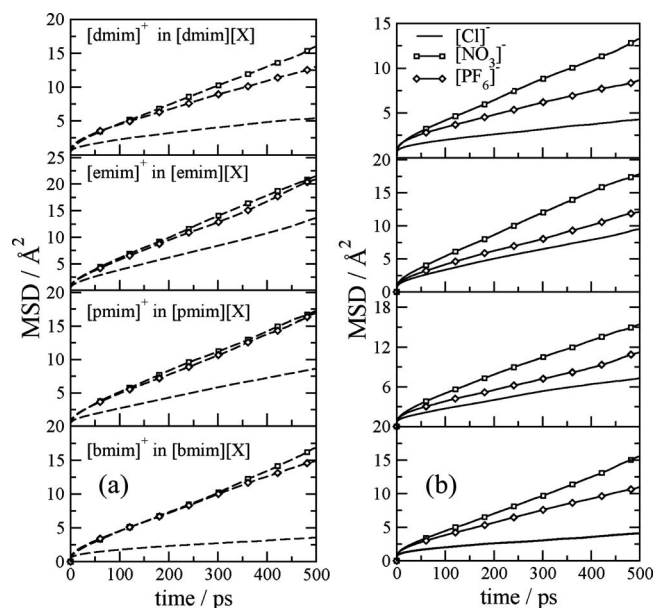 [dmim]⁺ in [dmim][X]
20
15
10
5
[emim]⁺ in [emim][X]
25
20
15
10
5
[pmim]⁺ in [pmim][X]
20
15
10
5
[bmim]⁺ in [bmim][X]
20
15
10
5
0
(a)
0 100 200 300 400 500
time / ps
MSD / Å²
[Cl]⁻
[NO₃]⁻
[PF₆]⁻
15
10
5
20
15
10
5
0
18
12
6
20
15
10
5
0
(b)
0 100 200 300 400 500
time / ps
MSD / Å²